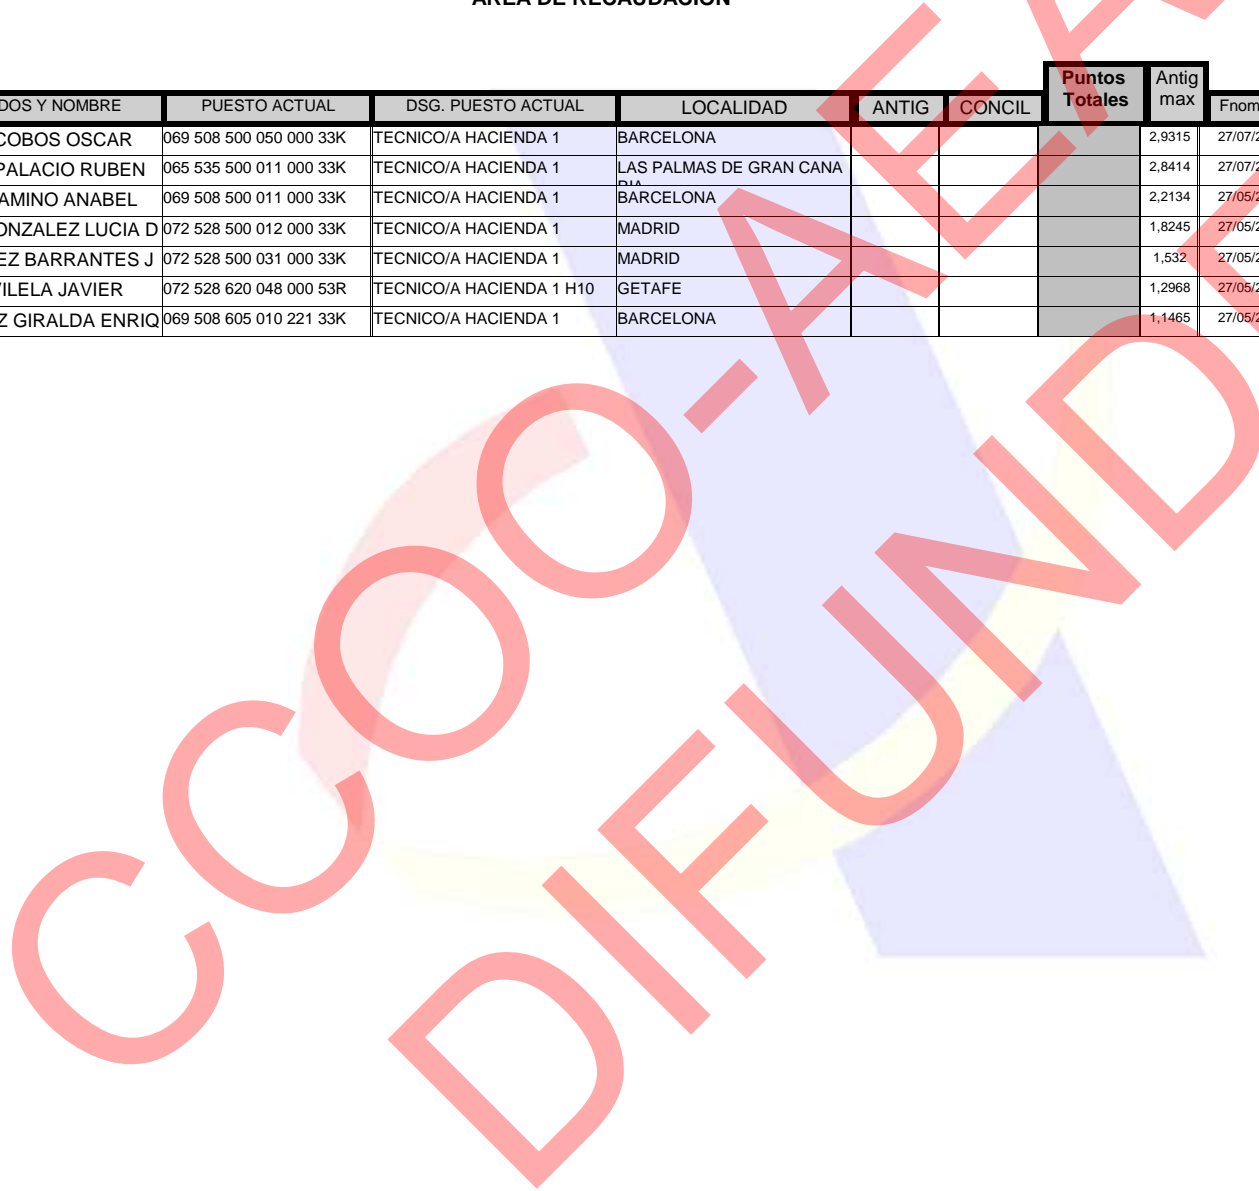 AREA DE RECAUDACION
DOS Y NOMBRE PUESTO ACTUAL DSG. PUESTO ACTUAL LOCALIDAD ANTIG CONCIL Puntos Totales Antig max Fnom
COBOS OSCAR 069 508 500 050 000 33K TECNICO/A HACIENDA 1 BARCELONA 2,9315 27/07/2
PALACIO RUBEN 065 535 500 011 000 33K TECNICO/A HACIENDA 1 LAS PALMAS DE GRAN CANA RIA 2,8414 27/07/2
AMINO ANABEL 069 508 500 011 000 33K TECNICO/A HACIENDA 1 BARCELONA 2,2134 27/05/2
ONZALEZ LUCIA D 072 528 500 012 000 33K TECNICO/A HACIENDA 1 MADRID 1,8245 27/05/2
EZ BARRANTES J 072 528 500 031 000 33K TECNICO/A HACIENDA 1 MADRID 1,532 27/05/2
VILELA JAVIER 072 528 620 048 000 53R TECNICO/A HACIENDA 1 H10 GETAFE 1,2968 27/05/2
Z GIRALDA ENRIQ 069 508 605 010 221 33K TECNICO/A HACIENDA 1 BARCELONA 1,1465 27/05/2
CCOO-AEA
DIFUNDE